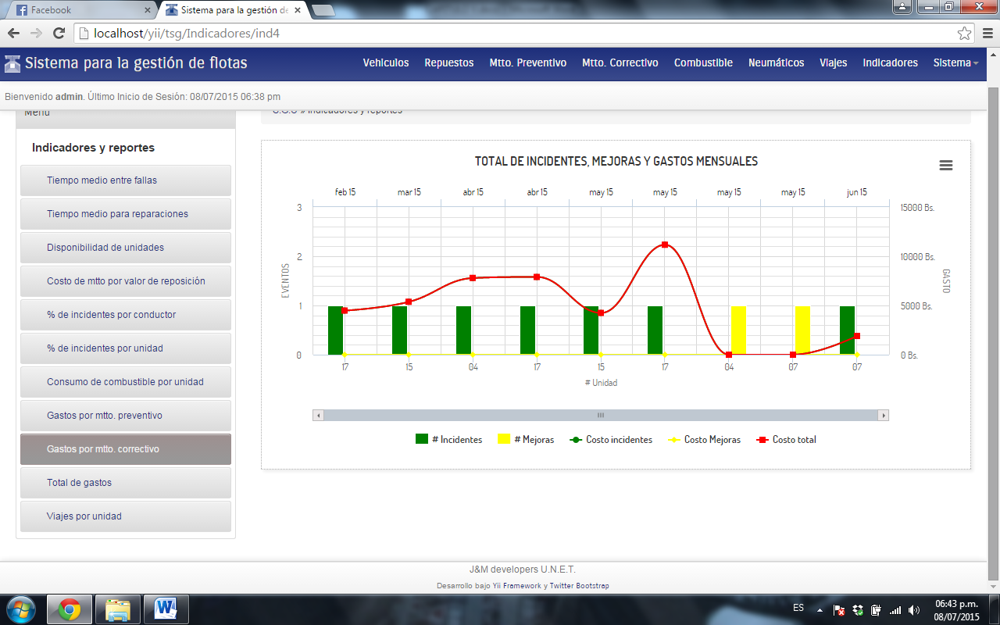 Facebook
Sistema para la gestión de
localhost/yii/tsg/Indicadores/ind4
Sistema para la gestión de flotas
Vehiculos Repuestos Mtto. Preventivo Mtto. Correctivo Combustible Neumáticos Viajes Indicadores Sistema
Bienvenido admin. Último Inicio de Sesión: 08/07/2015 06:38 pm
Menu
Indicadores y reportes
Tiempo medio entre fallas
Tiempo medio para reparaciones
Disponibilidad de unidades
Costo de mtto por valor de reposición
% de incidentes por conductor
% de incidentes por unidad
Consumo de combustible por unidad
Gastos por mtto. preventivo
Gastos por mtto. correctivo
Total de gastos
Viajes por unidad
» Indicadores y reportes
TOTAL DE INCIDENTES, MEJORAS Y GASTOS MENSUALES
feb 15 mar 15 abr 15 abr 15 may 15 may 15 may 15 may 15 jun 15
3 15000 Bs.
2 10000 Bs.
EVENTOS
GASTO
1 5000 Bs.
0 0 Bs.
17 15 04 17 15 17 04 07 07
# Unidad
# Incidentes # Mejoras Costo incidentes Costo Mejoras Costo total
J&M developers U.N.E.T.
Desarrollo bajo Yii Framework y Twitter Bootstrap
ES
06:43 p.m.
08/07/2015